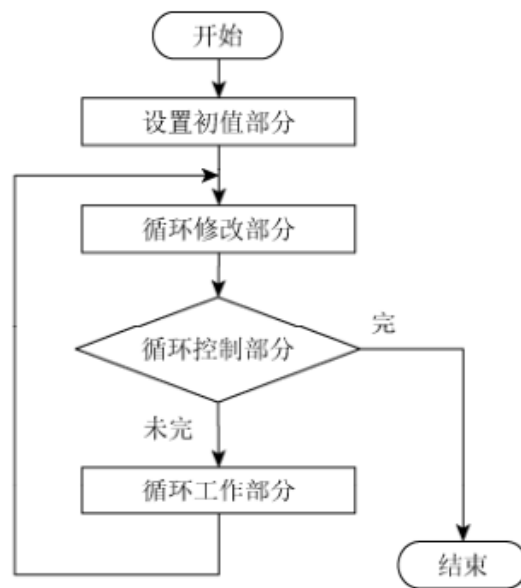 开始
设置初值部分
循环修改部分
循环控制部分
完
未完
循环工作部分
结束